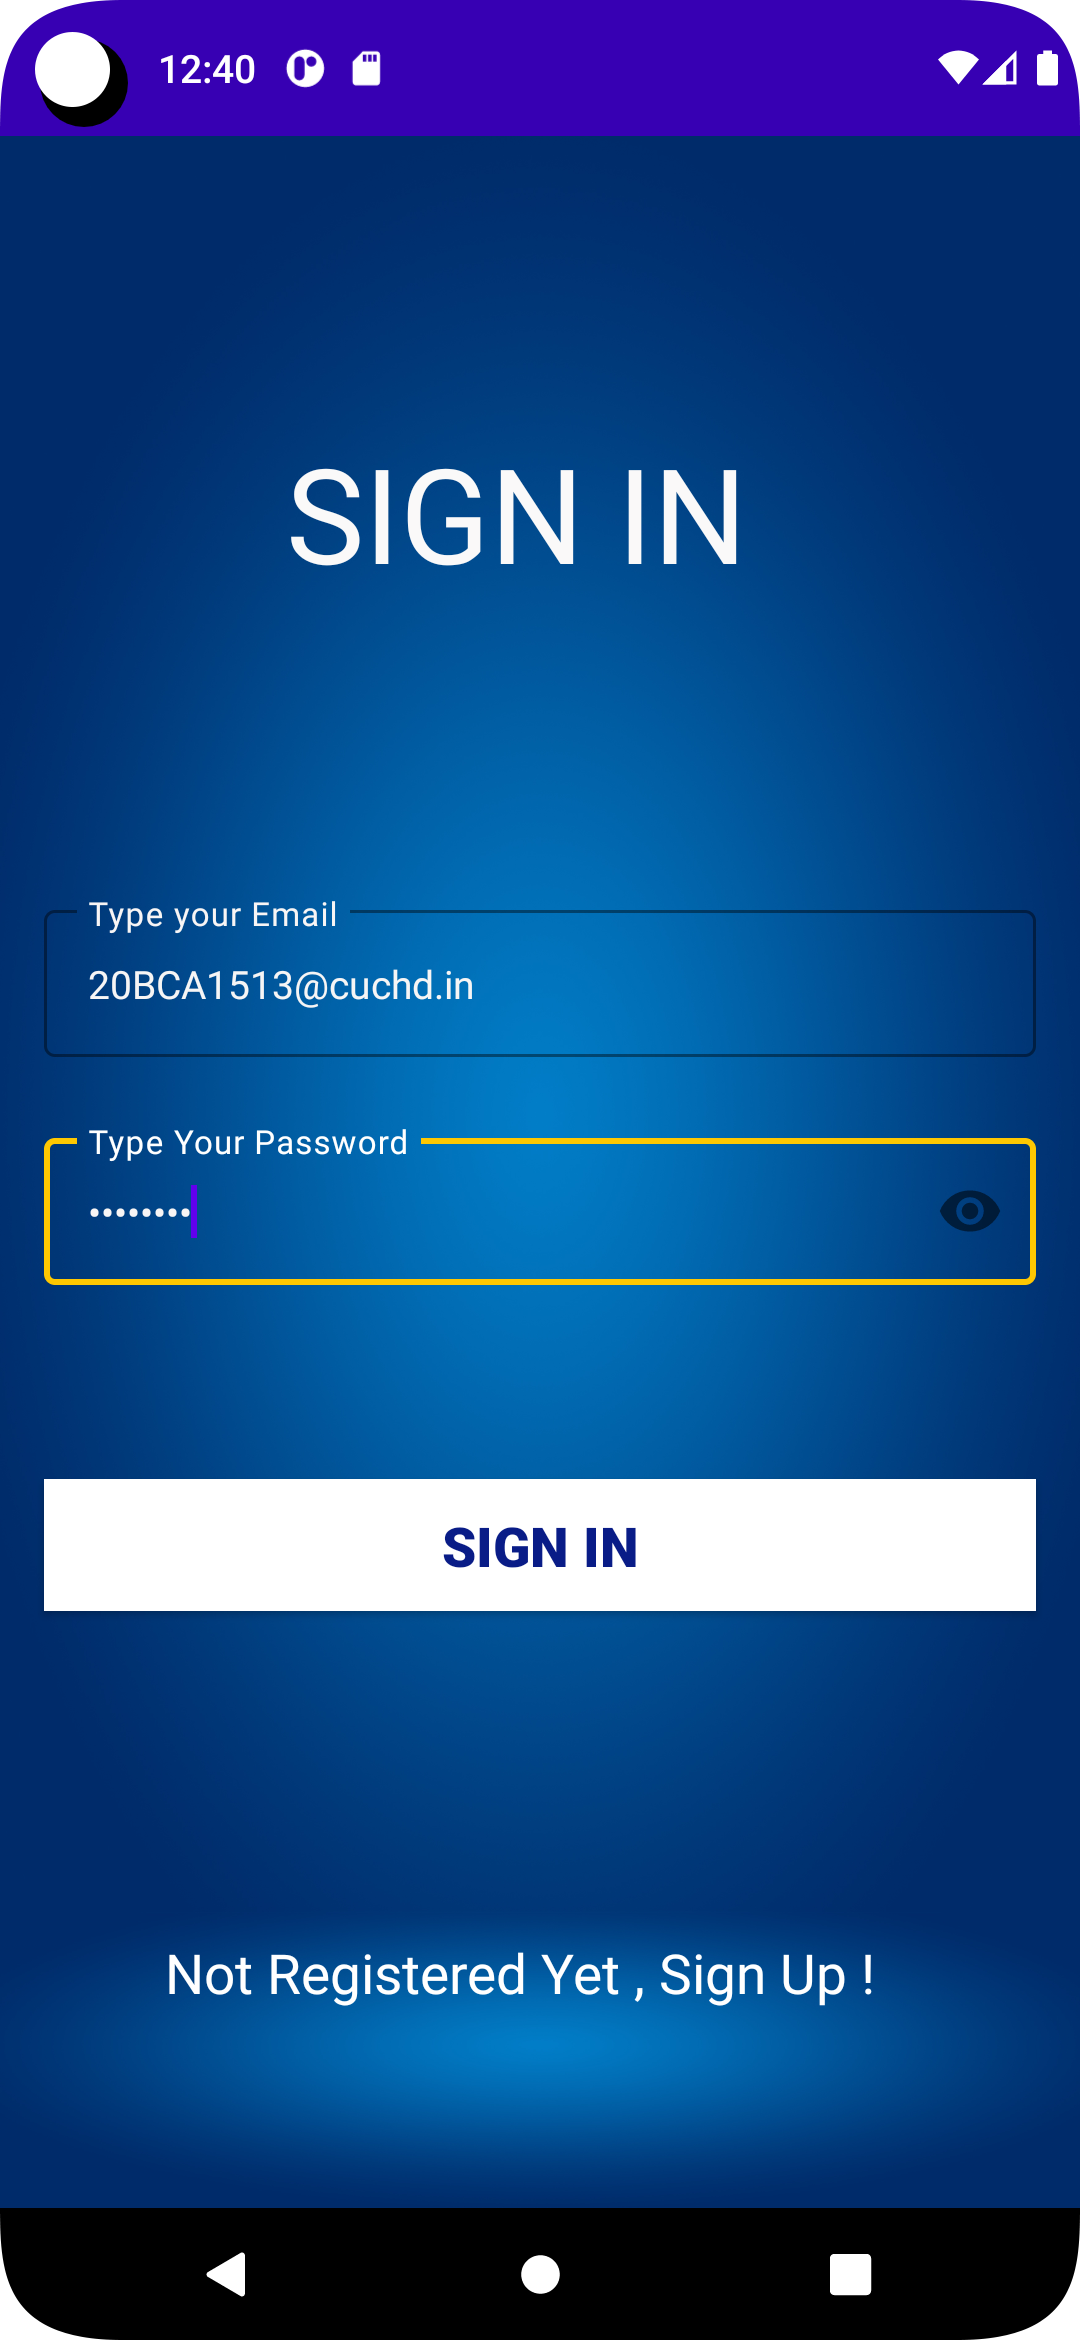 12:40
SIGN IN
Type your Email
20BCA1513@cuchd.in
Type Your Password
••••••••
SIGN IN
Not Registered Yet , Sign Up !